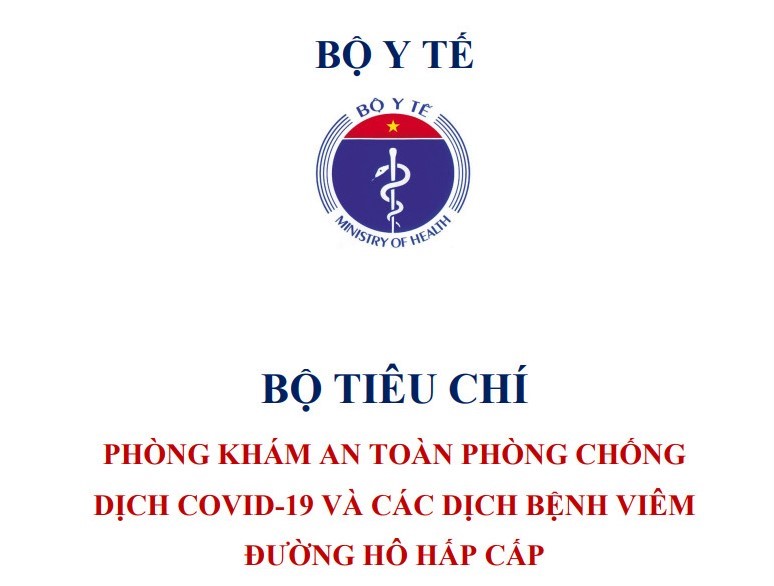 BỘ Y TẾ
BỘ Y TẾ
MINISTRY OF HEALTH
BỘ TIÊU CHÍ
PHÒNG KHÁM AN TOÀN PHÒNG CHỐNG
DỊCH COVID-19 VÀ CÁC DỊCH BỆNH VIÊM
ĐƯỜNG HÔ HẤP CẤP